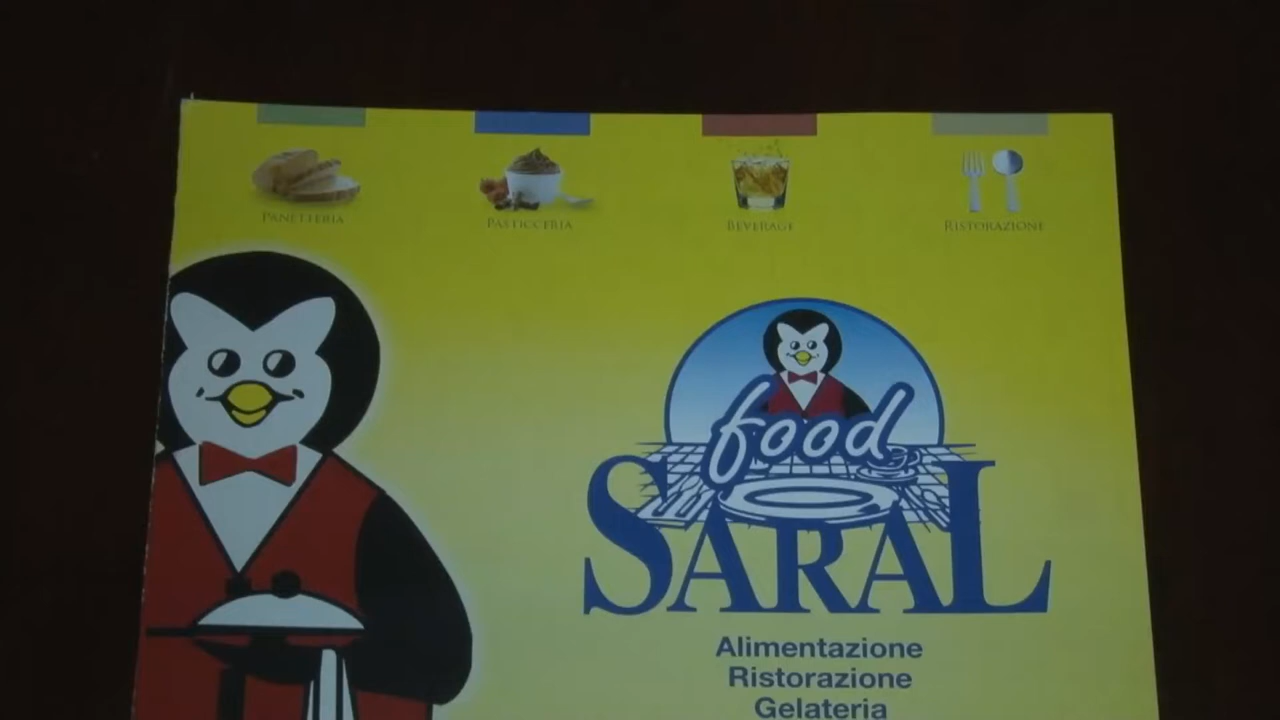 PANETTERIA
PASTICCERIA
BEVERAGE
RISTORAZIONE
food
SARAL
Alimentazione
Ristorazione
Gelateria